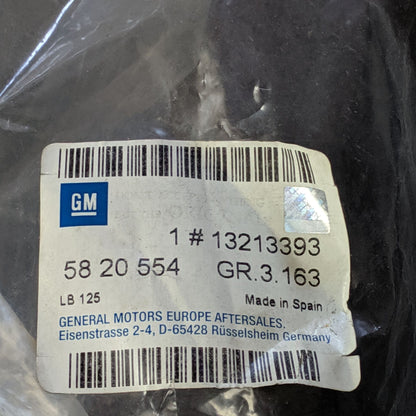 GM
1 # 13213393
58 20 554 GR.3.163
LB 125 Made in Spain
GENERAL MOTORS EUROPE AFTERSALES.
Eisenstrasse 2-4, D-65428 Rüsselsheim Germany